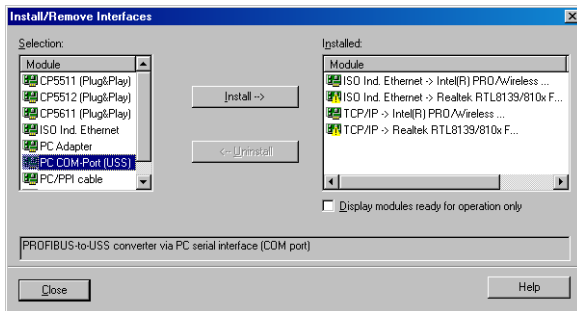 Install/Remove Interfaces
Selection:
Module
CP5511 (Plug&Play)
CP5512 (Plug&Play)
CP5611 (Plug&Play)
ISO Ind. Ethernet
PC Adapter
PC COM-Port (USS)
PC/PPI cable
Install -->
<-- Uninstall
Installed:
Module
ISO Ind. Ethernet -> Intel(R) PRO/Wireless ...
ISO Ind. Ethernet -> Realtek RTL8139/810x F...
TCP/IP -> Intel(R) PRO/Wireless ...
TCP/IP -> Realtek RTL8139/810x F...
Display modules ready for operation only
PROFIBUS-to-USS converter via PC serial interface (COM port)
Close
Help